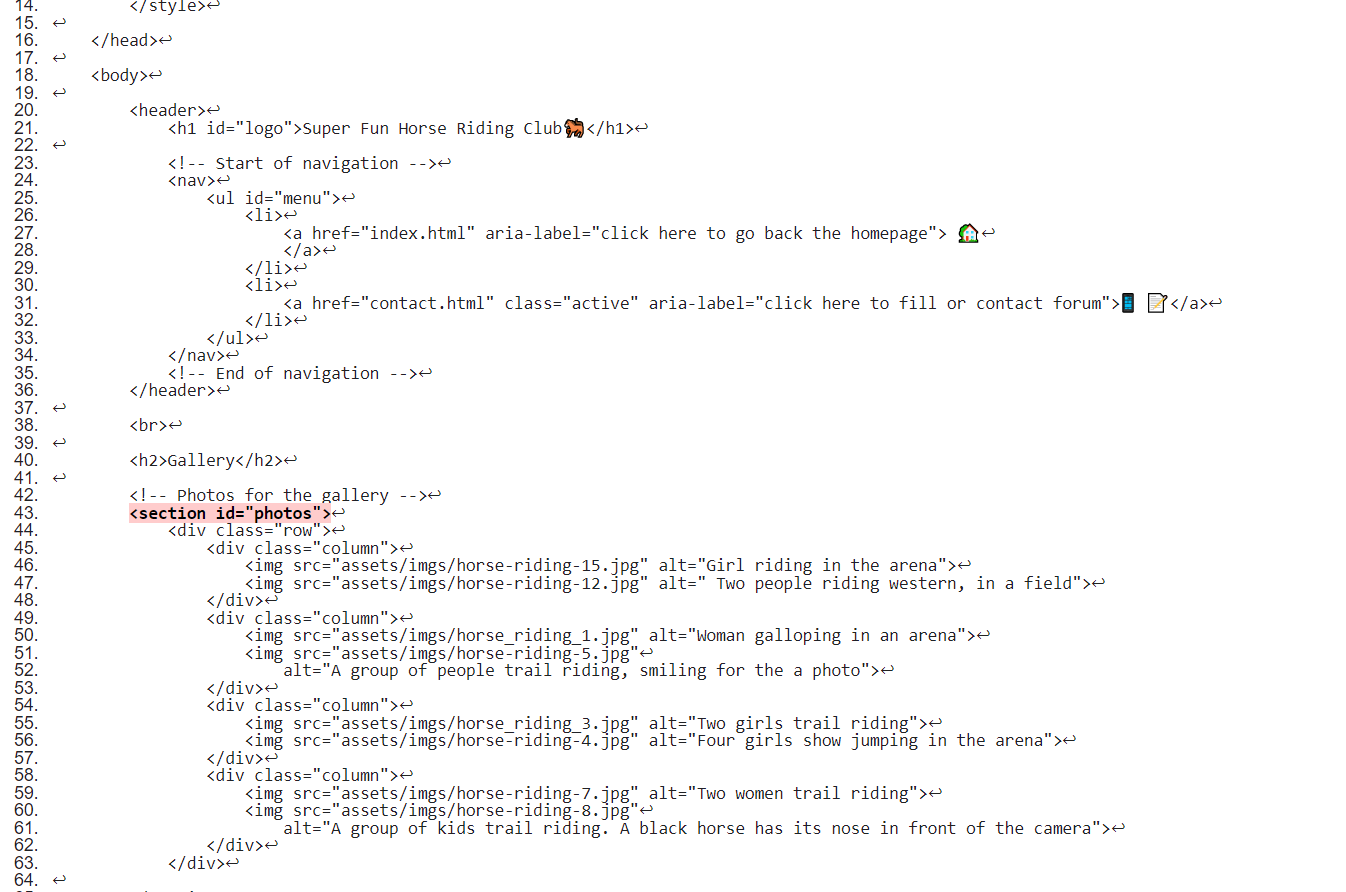 14. </style>↩
15. ↩
16. </head>↩
17. ↩
18. <body>↩
19. ↩
20. <header>↩
21. <h1 id="logo">Super Fun Horse Riding Club🐎</h1>↩
22. ↩
23. <!-- Start of navigation -->↩
24. <nav>↩
25. <ul id="menu">↩
26. <li>↩
27. <a href="index.html" aria-label="click here to go back the homepage"> 🏠↩
28. </a>↩
29. </li>↩
30. <li>↩
31. <a href="contact.html" class="active" aria-label="click here to fill or contact forum">📱 📝</a>↩
32. </li>↩
33. </ul>↩
34. </nav>↩
35. <!-- End of navigation -->↩
36. </header>↩
37. ↩
38. <br>↩
39. ↩
40. <h2>Gallery</h2>↩
41. ↩
42. <!-- Photos for the gallery -->↩
43. <section id="photos">↩
44. <div class="row">↩
45. <div class="column">↩
46. <img src="assets/imgs/horse-riding-15.jpg" alt="Girl riding in the arena">↩
47. <img src="assets/imgs/horse-riding-12.jpg" alt=" Two people riding western, in a field">↩
48. </div>↩
49. <div class="column">↩
50. <img src="assets/imgs/horse_riding_1.jpg" alt="Woman galloping in an arena">↩
51. <img src="assets/imgs/horse-riding-5.jpg"↩
52. alt="A group of people trail riding, smiling for the a photo">↩
53. </div>↩
54. <div class="column">↩
55. <img src="assets/imgs/horse_riding_3.jpg" alt="Two girls trail riding">↩
56. <img src="assets/imgs/horse-riding-4.jpg" alt="Four girls show jumping in the arena">↩
57. </div>↩
58. <div class="column">↩
59. <img src="assets/imgs/horse-riding-7.jpg" alt="Two women trail riding">↩
60. <img src="assets/imgs/horse-riding-8.jpg"↩
61. alt="A group of kids trail riding. A black horse has its nose in front of the camera">↩
62. </div>↩
63. </div>↩
64. ↩